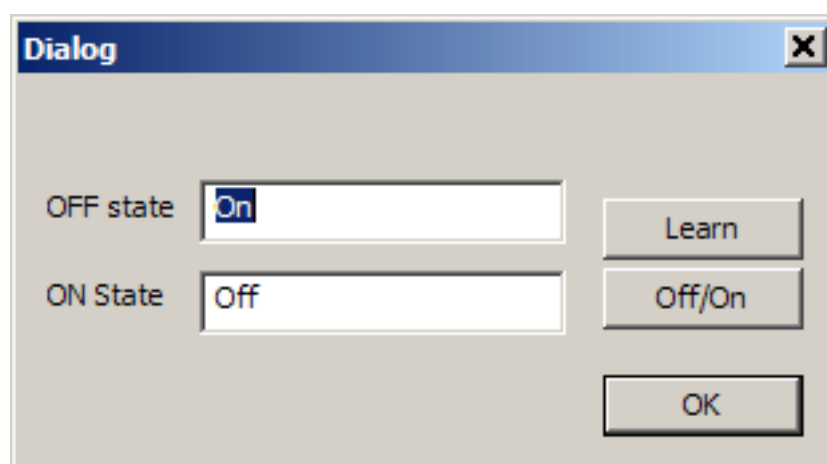 Dialog
OFF state On
Learn
ON State Off
Off/On
OK